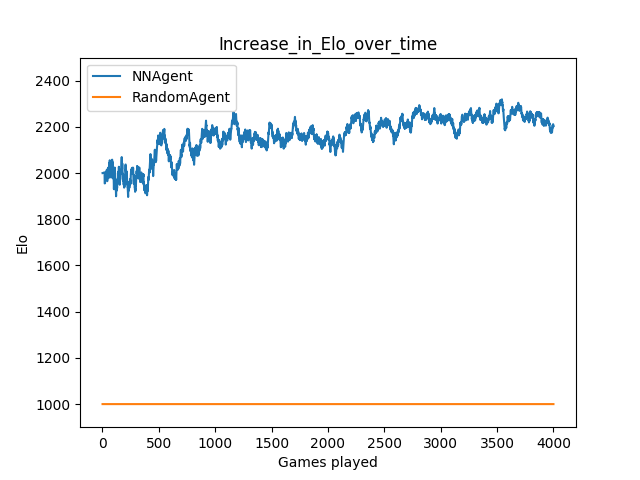 Increase_in_Elo_over_time
NNAgent
RandomAgent
2400
2200
2000
1800
1600
1400
1200
1000
Elo
0 500 1000 1500 2000 2500 3000 3500 4000
Games played